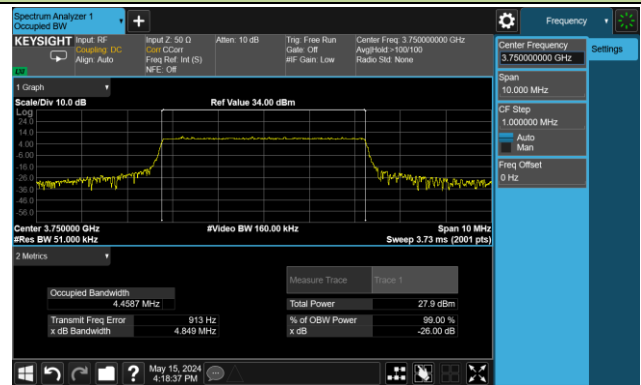 Spectrum Analyzer 1
Occupied BW
Frequency
KEYSIGHT
Input: RF
Coupling: DC
Align: Auto
Input Z: 50 Ω
Corr CCorr
Freq Ref: Int (S)
NFE: Off
Atten: 10 dB
Trig: Free Run
Gate: Off
#IF Gain: Low
Center Freq: 3.750000000 GHz
Avg|Hold:>100/100
Radio Std: None
LV
Center Frequency
3.750000000 GHz
Settings
Span
10.000 MHz
CF Step
1.000000 MHz
Auto
Man
Freq Offset
0 Hz
1 Graph
Scale/Div 10.0 dB
Ref Value 34.00 dBm
Log
24.0
14.0
4.00
-6.00
-16.0
-26.0
-36.0
-46.0
-56.0
Center 3.750000 GHz
#Video BW 160.00 kHz
Span 10 MHz
#Res BW 51.000 kHz
Sweep 3.73 ms (2001 pts)
2 Metrics
Measure Trace
Trace 1
Occupied Bandwidth
4.4587 MHz
Total Power
27.9 dBm
Transmit Freq Error
913 Hz
% of OBW Power
99.00 %
x dB Bandwidth
4.849 MHz
x dB
-26.00 dB
May 15, 2024
4:18:37 PM